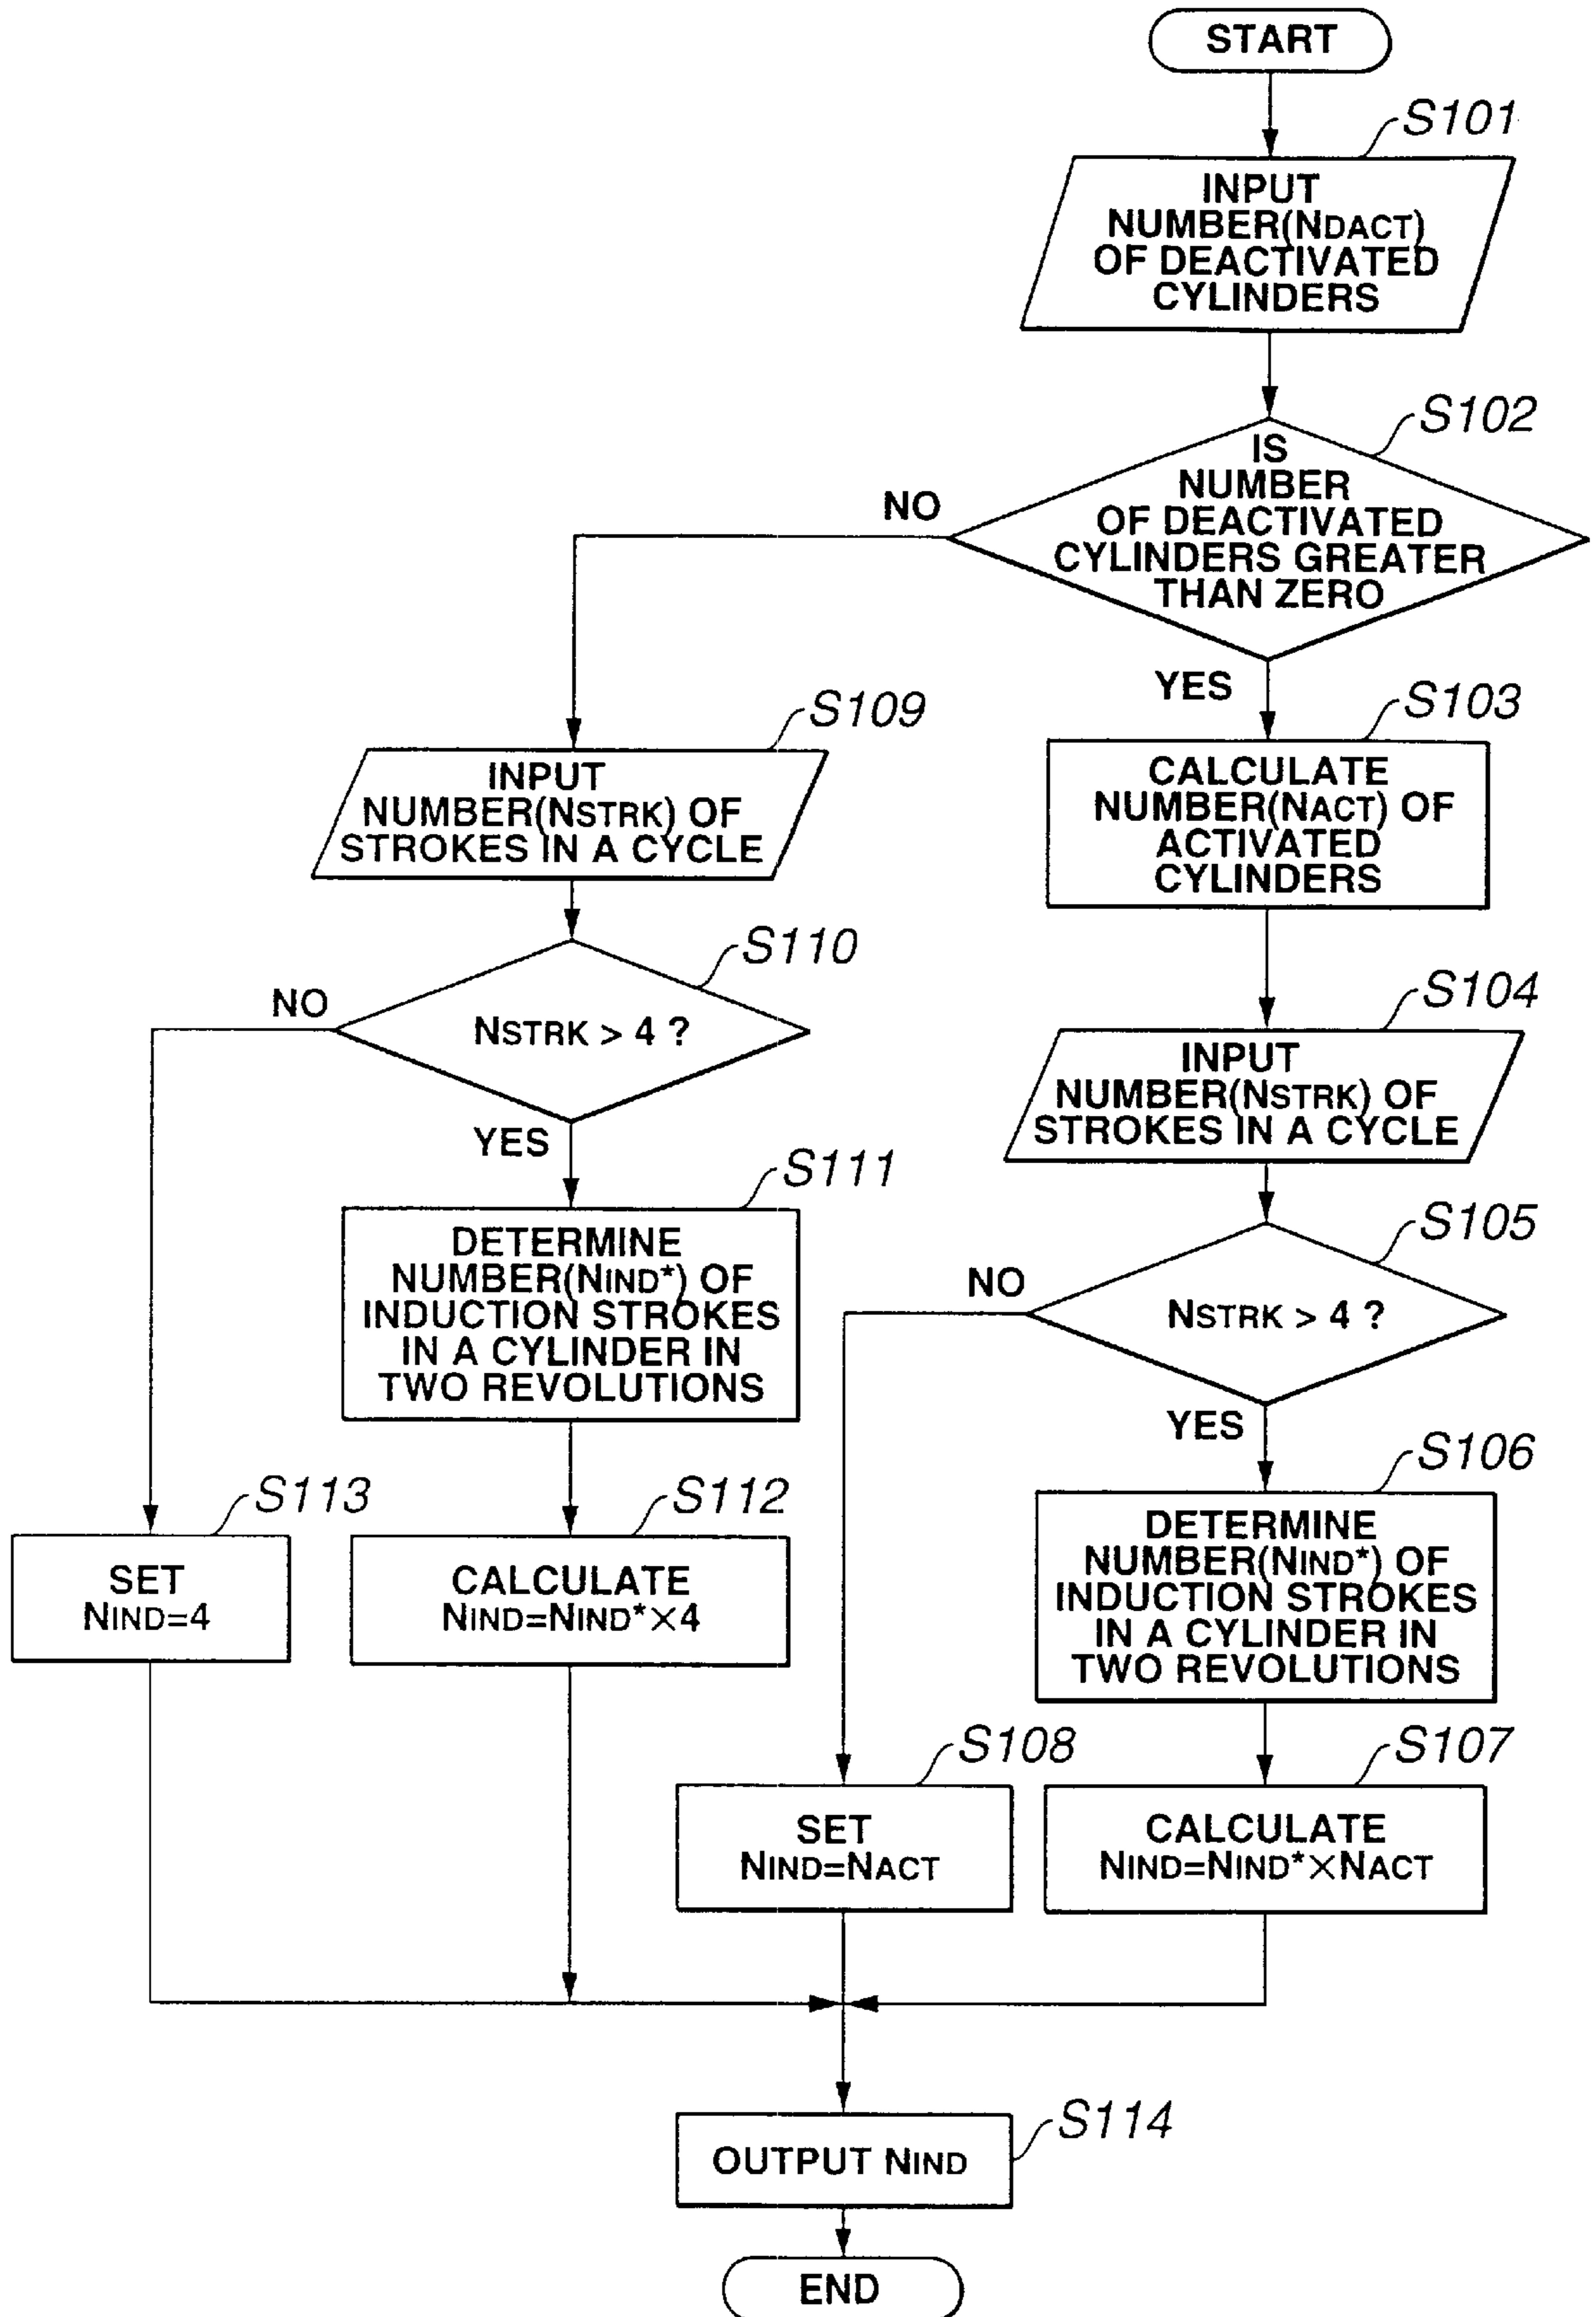 START
S101
INPUT
NUMBER(NDACT)
OF DEACTIVATED
CYLINDERS
S102
IS
NUMBER
OF DEACTIVATED
CYLINDERS GREATER
THAN ZERO
NO
YES
S103
CALCULATE
NUMBER(NACT) OF
ACTIVATED
CYLINDERS
S104
INPUT
NUMBER(NSTRK) OF
STROKES IN A CYCLE
S105
NSTRK > 4 ?
NO
YES
S106
DETERMINE
NUMBER(NIND*) OF
INDUCTION STROKES
IN A CYLINDER IN
TWO REVOLUTIONS
S107
CALCULATE
NIND=NIND*×NACT
S108
SET
NIND=NACT
S109
INPUT
NUMBER(NSTRK) OF
STROKES IN A CYCLE
S110
NSTRK > 4 ?
NO
YES
S111
DETERMINE
NUMBER(NIND*) OF
INDUCTION STROKES
IN A CYLINDER IN
TWO REVOLUTIONS
S112
CALCULATE
NIND=NIND*×4
S113
SET
NIND=4
S114
OUTPUT NIND
END